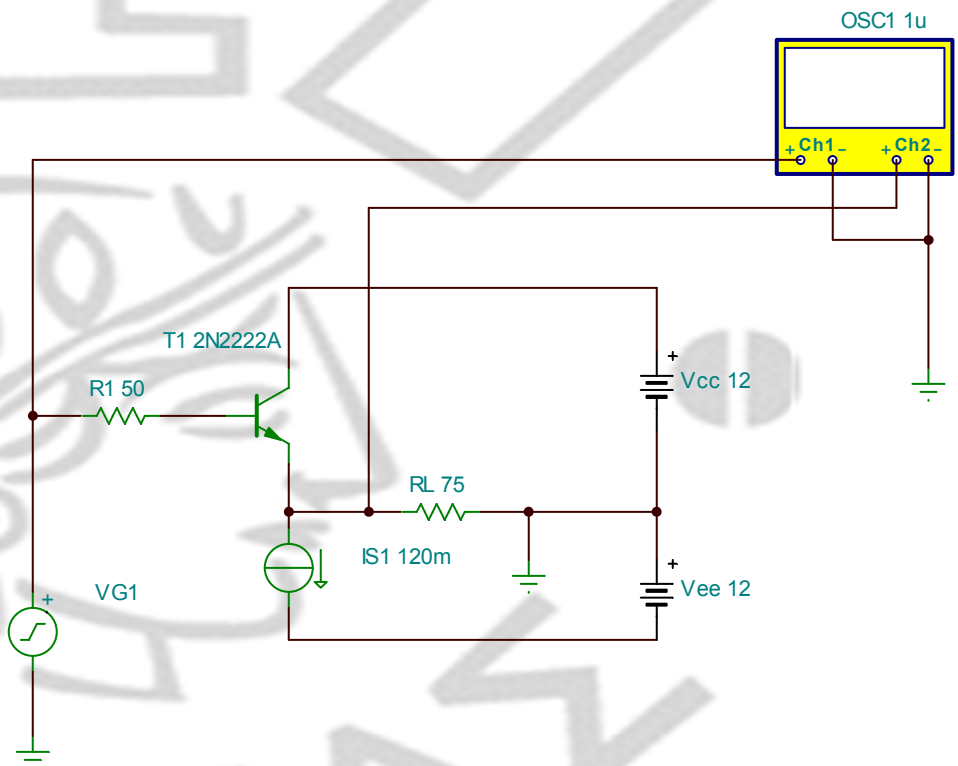 OSC1 1u
+ Ch1 - + Ch2 -
T1 2N2222A
R1 50
+
Vcc 12
RL 75
IS1 120m
+
Vee 12
VG1
+